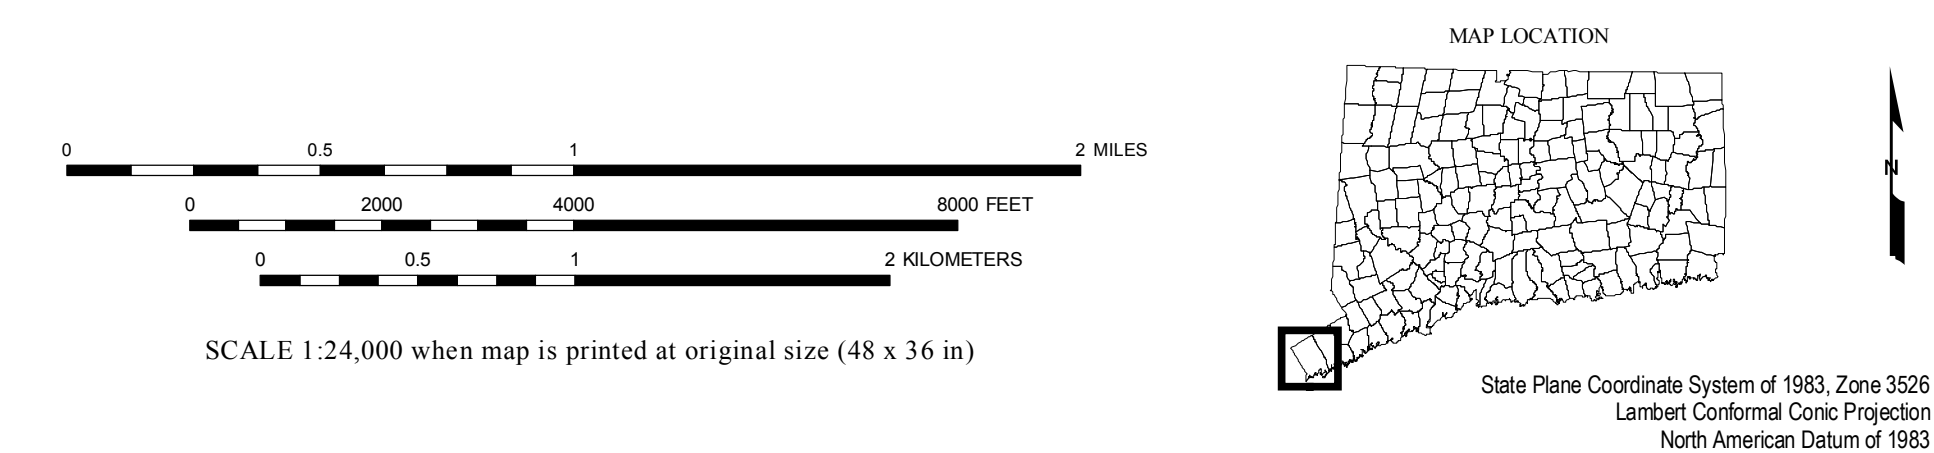 MAP LOCATION
0 0.5 1 2 MILES
0 2000 4000 8000 FEET
0 0.5 1 2 KILOMETERS
N
SCALE 1:24,000 when map is printed at original size (48 x 36 in)
State Plane Coordinate System of 1983, Zone 3526
Lambert Conformal Conic Projection
North American Datum of 1983